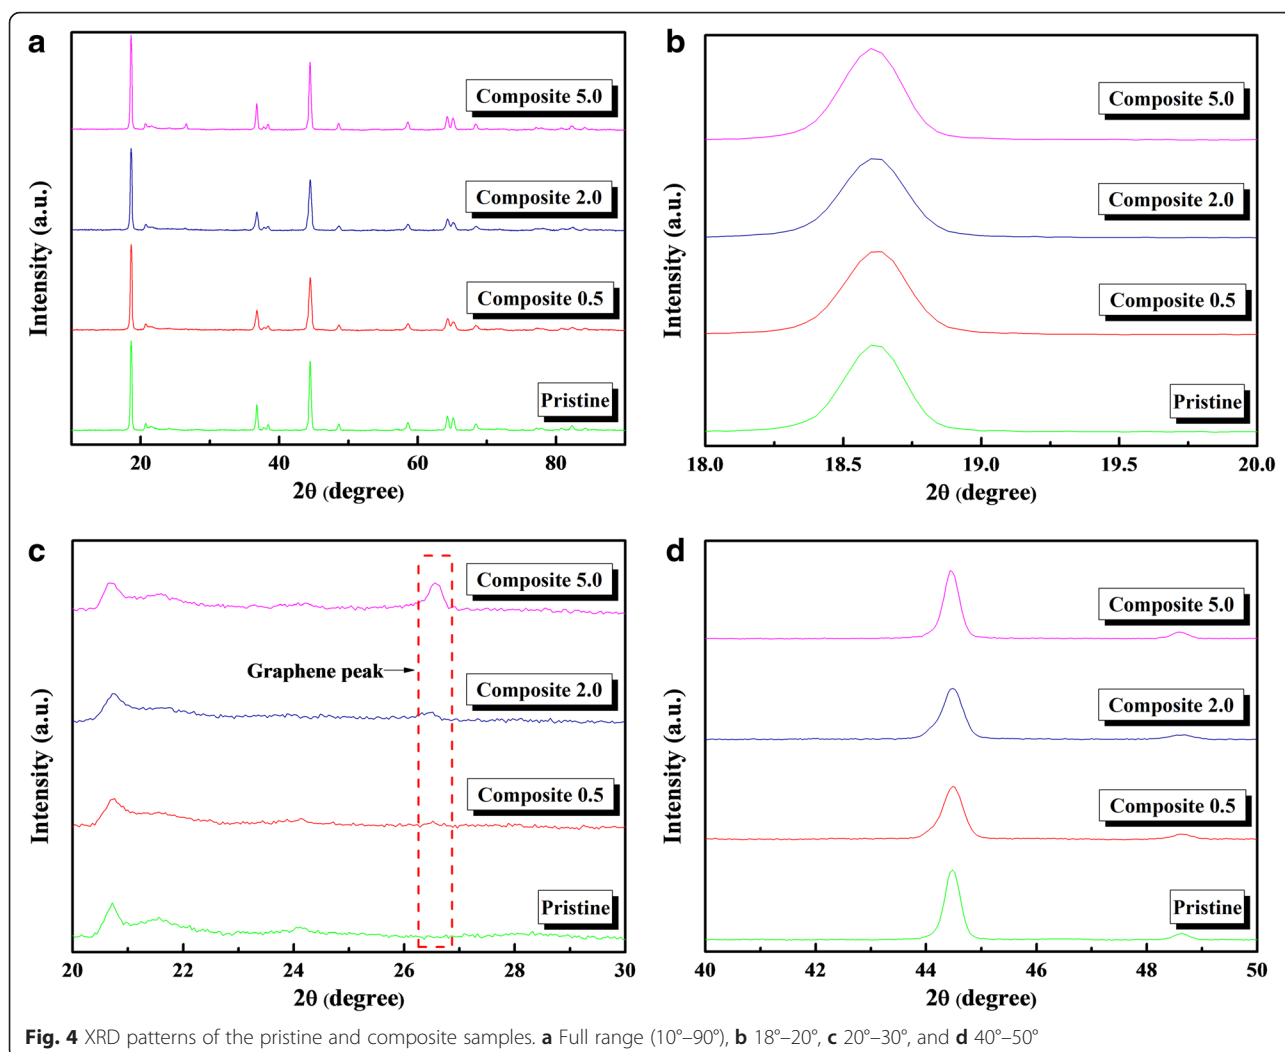 a
Intensity (a.u.)
Composite 5.0
Composite 2.0
Composite 0.5
Pristine
20 40 60 80
2θ (degree)
b
Intensity (a.u.)
Composite 5.0
Composite 2.0
Composite 0.5
Pristine
18.0 18.5 19.0 19.5 20.0
2θ (degree)
c
Intensity (a.u.)
Composite 5.0
Graphene peak
Composite 2.0
Composite 0.5
Pristine
20 22 24 26 28 30
2θ (degree)
d
Intensity (a.u.)
Composite 5.0
Composite 2.0
Composite 0.5
Pristine
40 42 44 46 48 50
2θ (degree)
Fig. 4 XRD patterns of the pristine and composite samples. a Full range (10°–90°), b 18°–20°, c 20°–30°, and d 40°–50°